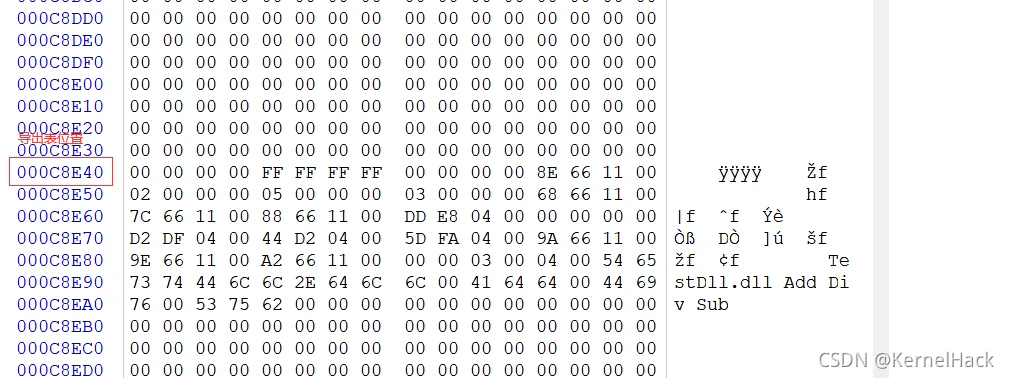 000C8DD0 00 00 00 00 00 00 00 00 00 00 00 00 00 00 00 00
000C8DE0 00 00 00 00 00 00 00 00 00 00 00 00 00 00 00 00
000C8DF0 00 00 00 00 00 00 00 00 00 00 00 00 00 00 00 00
000C8E00 00 00 00 00 00 00 00 00 00 00 00 00 00 00 00 00
000C8E10 00 00 00 00 00 00 00 00 00 00 00 00 00 00 00 00
000C8E20 00 00 00 00 00 00 00 00 00 00 00 00 00 00 00 00
导出表位置
000C8E30 00 00 00 00 00 00 00 00 00 00 00 00 00 00 00 00
000C8E40 00 00 00 00 FF FF FF FF 00 00 00 00 8E 66 11 00 ÿÿÿÿ Žf
000C8E50 02 00 00 00 05 00 00 00 03 00 00 00 68 66 11 00 hf
000C8E60 7C 66 11 00 88 66 11 00 DD E8 04 00 00 00 00 00 |f ˆf Ýè
000C8E70 D2 DF 04 00 44 D2 04 00 5D FA 04 00 9A 66 11 00 Òß DÒ ]ú šf
000C8E80 9E 66 11 00 A2 66 11 00 00 00 03 00 04 00 54 65 žf ¢f Te
000C8E90 73 74 44 6C 6C 2E 64 6C 6C 00 41 64 64 00 44 69 stDll.dll Add Di
000C8EA0 76 00 53 75 62 00 00 00 00 00 00 00 00 00 00 00 v Sub
000C8EB0 00 00 00 00 00 00 00 00 00 00 00 00 00 00 00 00
000C8EC0 00 00 00 00 00 00 00 00 00 00 00 00 00 00 00 00
000C8ED0 00 00 00 00 00 00 00 00 00 00 00 00 00 00 00 00
CSDN @KernelHack